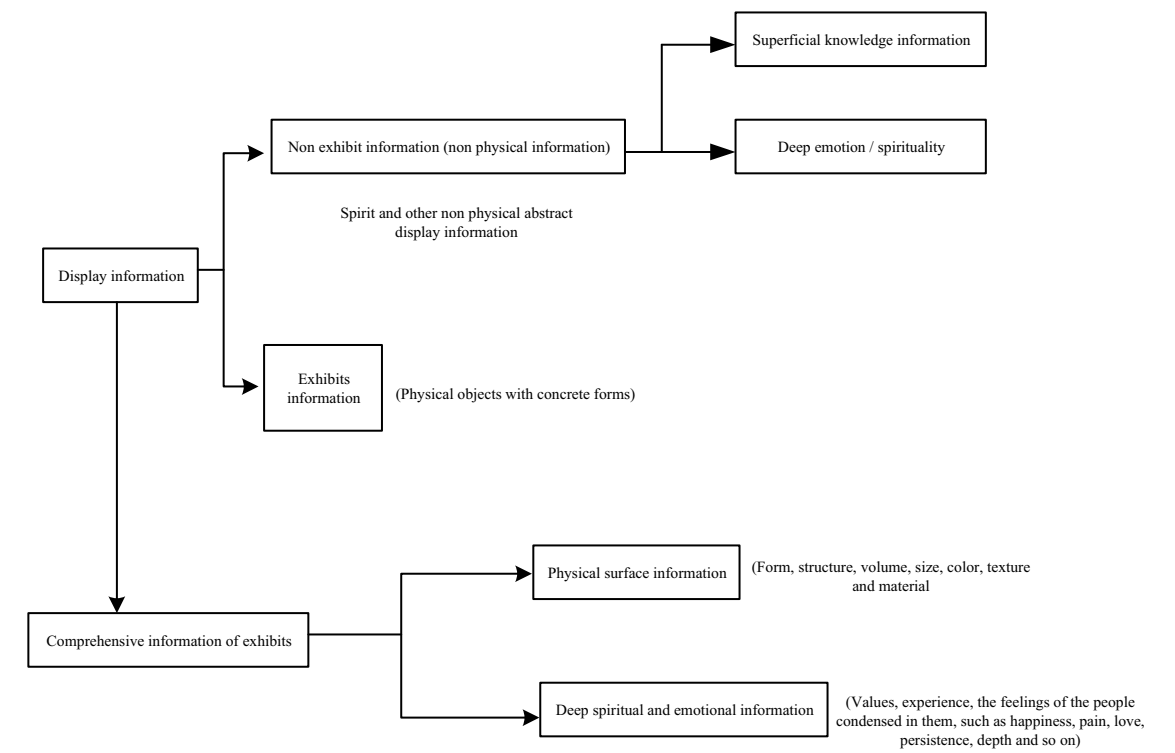 Superficial knowledge information
Non exhibit information (non physical information)
Deep emotion / spirituality
Spirit and other non physical abstract
display information
Display information
Exhibits
information
(Physical objects with concrete forms)
Physical surface information
(Form, structure, volume, size, color, texture
and material
Comprehensive information of exhibits
Deep spiritual and emotional information
(Values, experience, the feelings of the people
condensed in them, such as happiness, pain, love,
persistence, depth and so on)